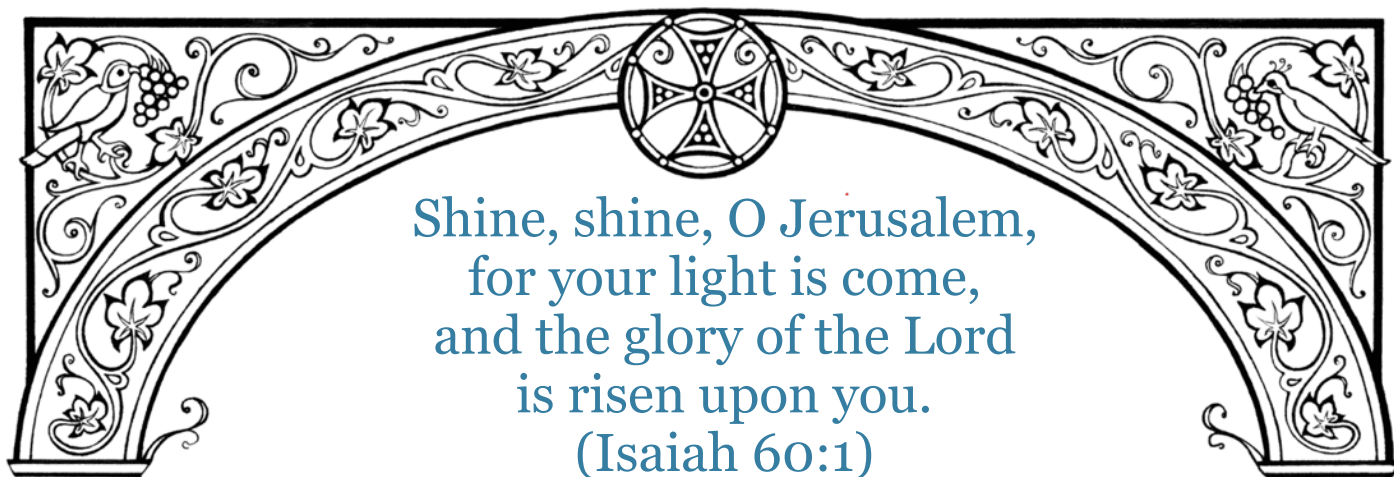 Shine, shine, O Jerusalem,
for your light is come,
and the glory of the Lord
is risen upon you.
(Isaiah 60:1)